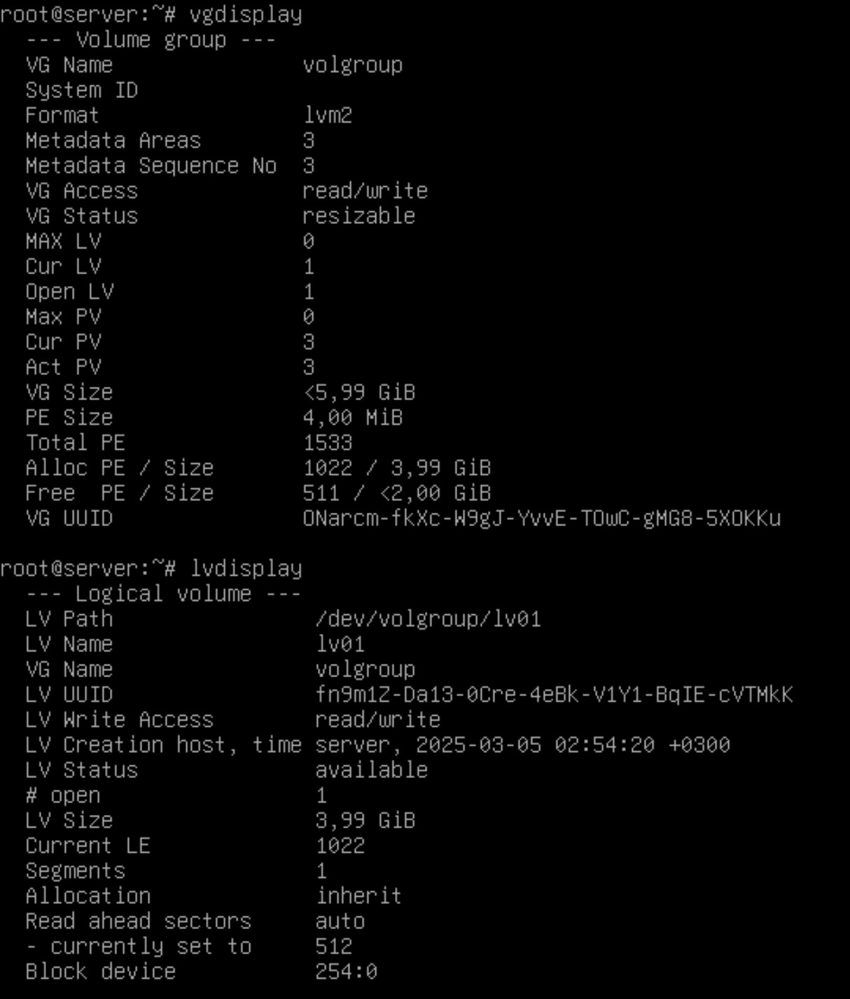 root@server:~# vgdisplay
--- Volume group ---
VG Name volgroup
System ID
Format lvm2
Metadata Areas 3
Metadata Sequence No 3
VG Access read/write
VG Status resizable
MAX LV 0
Cur LV 1
Open LV 1
Max PV 0
Cur PV 3
Act PV 3
VG Size <5,99 GiB
PE Size 4,00 MiB
Total PE 1533
Alloc PE / Size 1022 / 3,99 GiB
Free PE / Size 511 / <2,00 GiB
VG UUID ONarcm-fkXc-W9gJ-YvvE-TOwC-gMG8-5XOKKu
root@server:~# lvdisplay
--- Logical volume ---
LV Path /dev/volgroup/lv01
LV Name lv01
VG Name volgroup
LV UUID fn9m1Z-Da13-0Cre-4eBk-V1Y1-BqIE-cVTMkK
LV Write Access read/write
LV Creation host, time server, 2025-03-05 02:54:20 +0300
LV Status available
# open 1
LV Size 3,99 GiB
Current LE 1022
Segments 1
Allocation inherit
Read ahead sectors auto
- currently set to 512
Block device 254:0